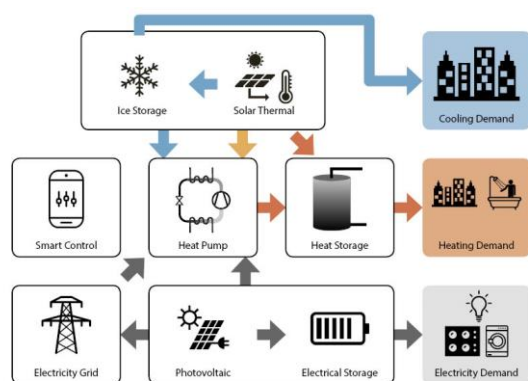 Ice Storage
Solar Thermal
Cooling Demand
Smart Control
Heat Pump
Heat Storage
Heating Demand
Electricity Grid
Photovoltaic
Electrical Storage
Electricity Demand